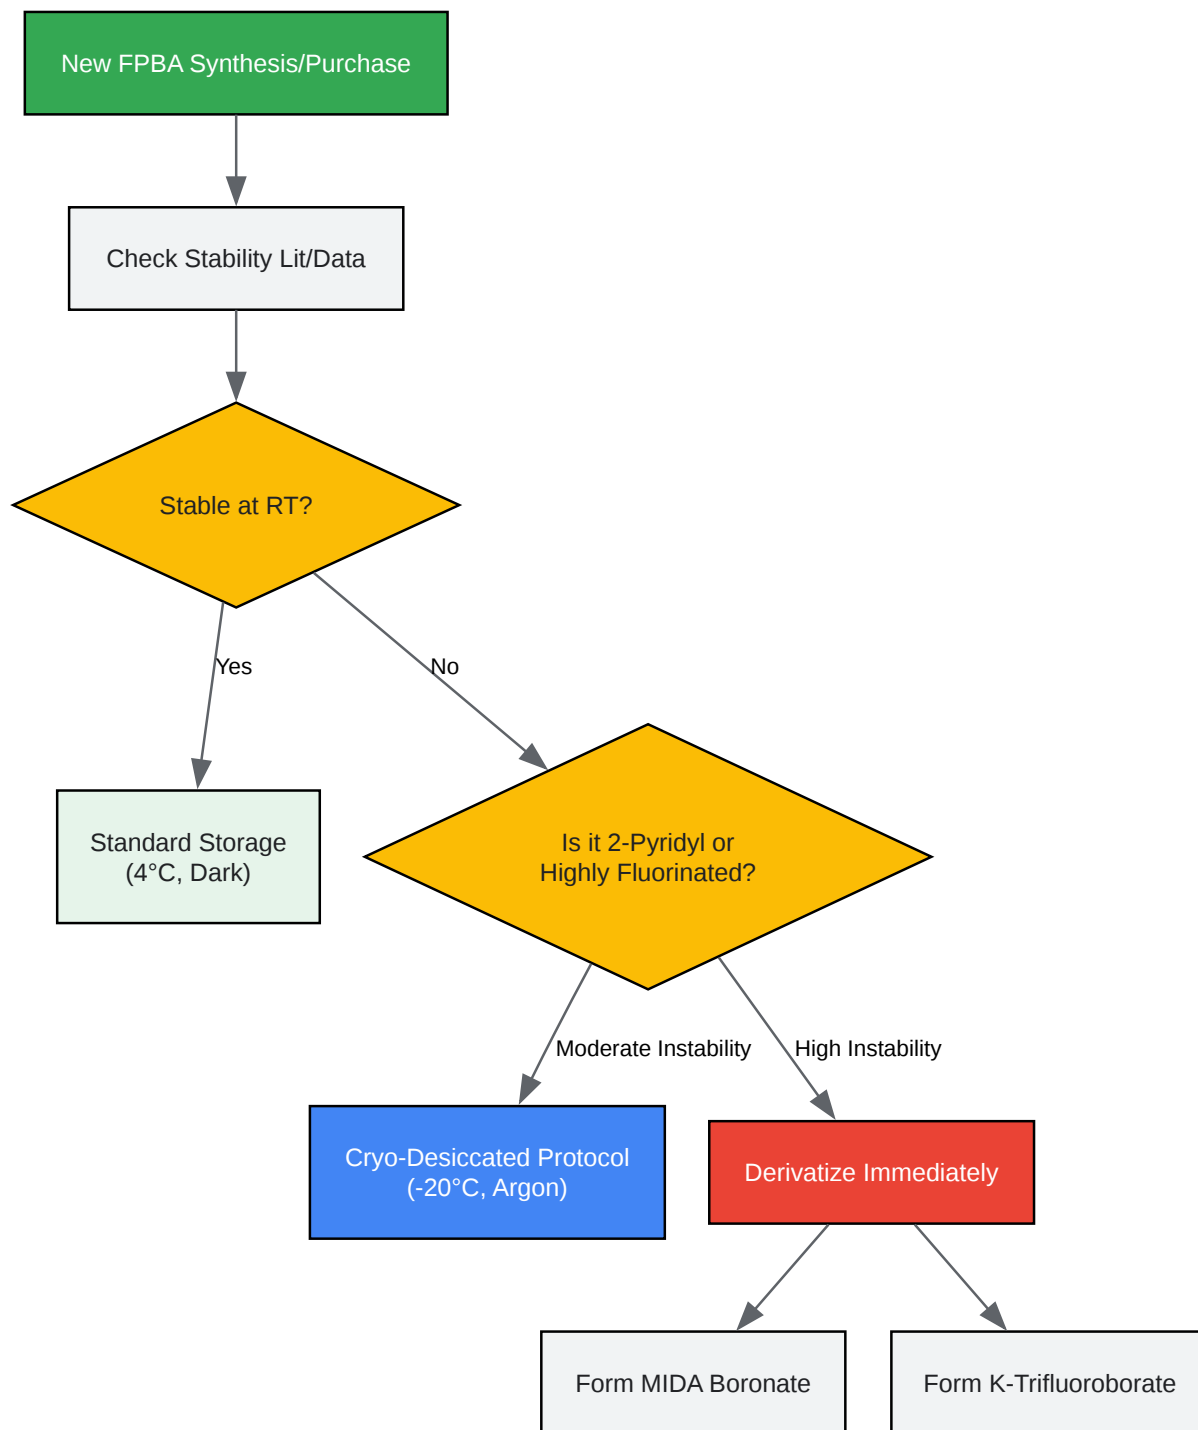 New FPBA Synthesis/Purchase
Check Stability Lit/Data
Stable at RT?
Yes
No
Standard Storage
(4°C, Dark)
Is it 2-Pyridyl or
Highly Fluorinated?
Moderate Instability
High Instability
Cryo-Desiccated Protocol
(-20°C, Argon)
Derivatize Immediately
Form MIDA Boronate
Form K-Trifluoroborate